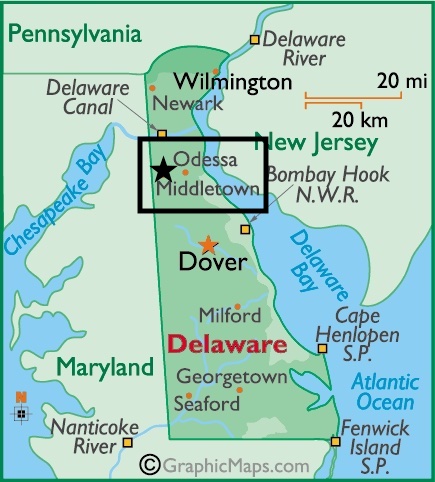 Pennsylvania
Delaware
River
Wilmington
Delaware
Canal
Newark
20 mi
20 km
New Jersey
Odessa
Middletown
Bombay Hook
N.W.R.
Chesapeake Bay
Delaware
Bay
Dover
Milford
Cape
Henlopen
S.P.
Delaware
Maryland
Georgetown
Seaford
Atlantic
Ocean
N
Nanticoke
River
Fenwick
Island
S.P.
©GraphicMaps.com